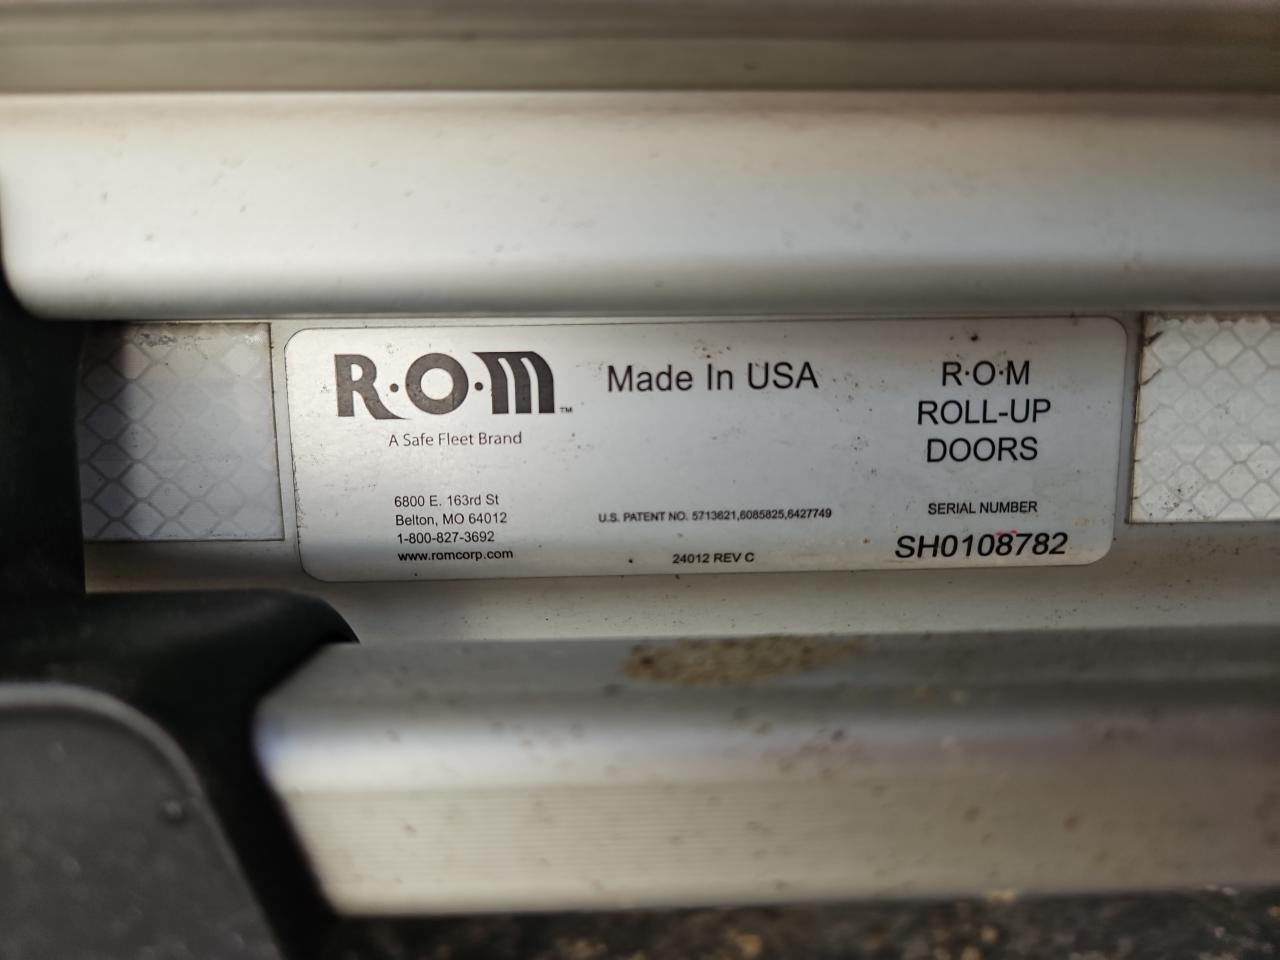 R·O·M™
A Safe Fleet Brand
6800 E. 163rd St
Belton, MO 64012
1-800-827-3692
www.romcorp.com
Made In USA
U.S. PATENT NO. 5713621,6085825,6427749
24012 REV C
R·O·M
ROLL-UP
DOORS
SERIAL NUMBER
SH0108782